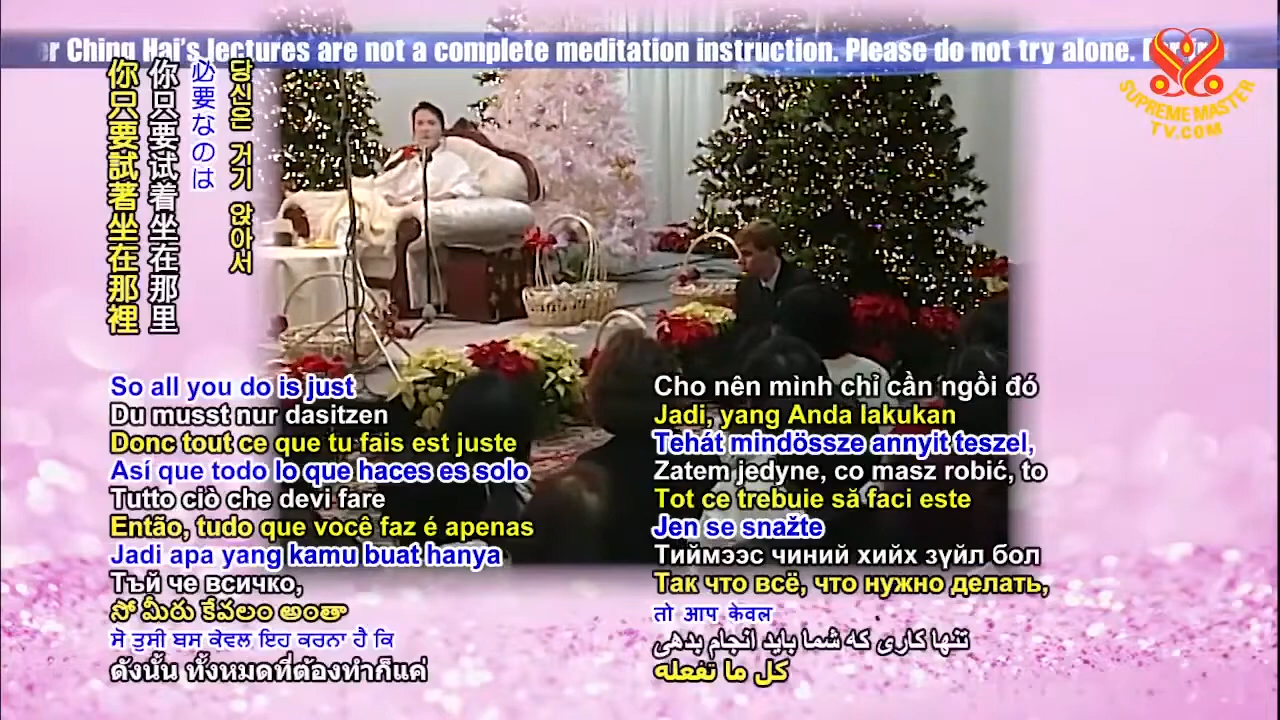 er Ching Hai's lectures are not a complete meditation instruction. Please do not try alone.
SUPREME MASTER
TV.COM
당신은 거기 앉아서
必要なのは
你只要试着坐在那里
你只要試著坐在那裡
So all you do is just
Du musst nur dasitzen
Donc tout ce que tu fais est juste
Así que todo lo que haces es solo
Tutto ciò che devi fare
Então, tudo que você faz é apenas
Jadi apa yang kamu buat hanya
Тъй че всичко,
సో మీరు కేవలం అంతా
ਸੋ ਤੁਸੀ ਬਸ ਕੇਵਲ ਇਹ ਕਰਨਾ ਹੈ ਕਿ
ดังนั้น ทั้งหมดที่ต้องทำก็แค่
Cho nên mình chỉ cần ngồi đó
Jadi, yang Anda lakukan
Tehát mindössze annyit teszel,
Zatem jedyne, co masz robić, to
Tot ce trebuie să faci este
Jen se snažte
Тиймээс чиний хийх зүйл бол
Так что всё, что нужно делать,
तो आप केवल
تنها کاری که شما باید انجام بدهی
كل ما تفعله